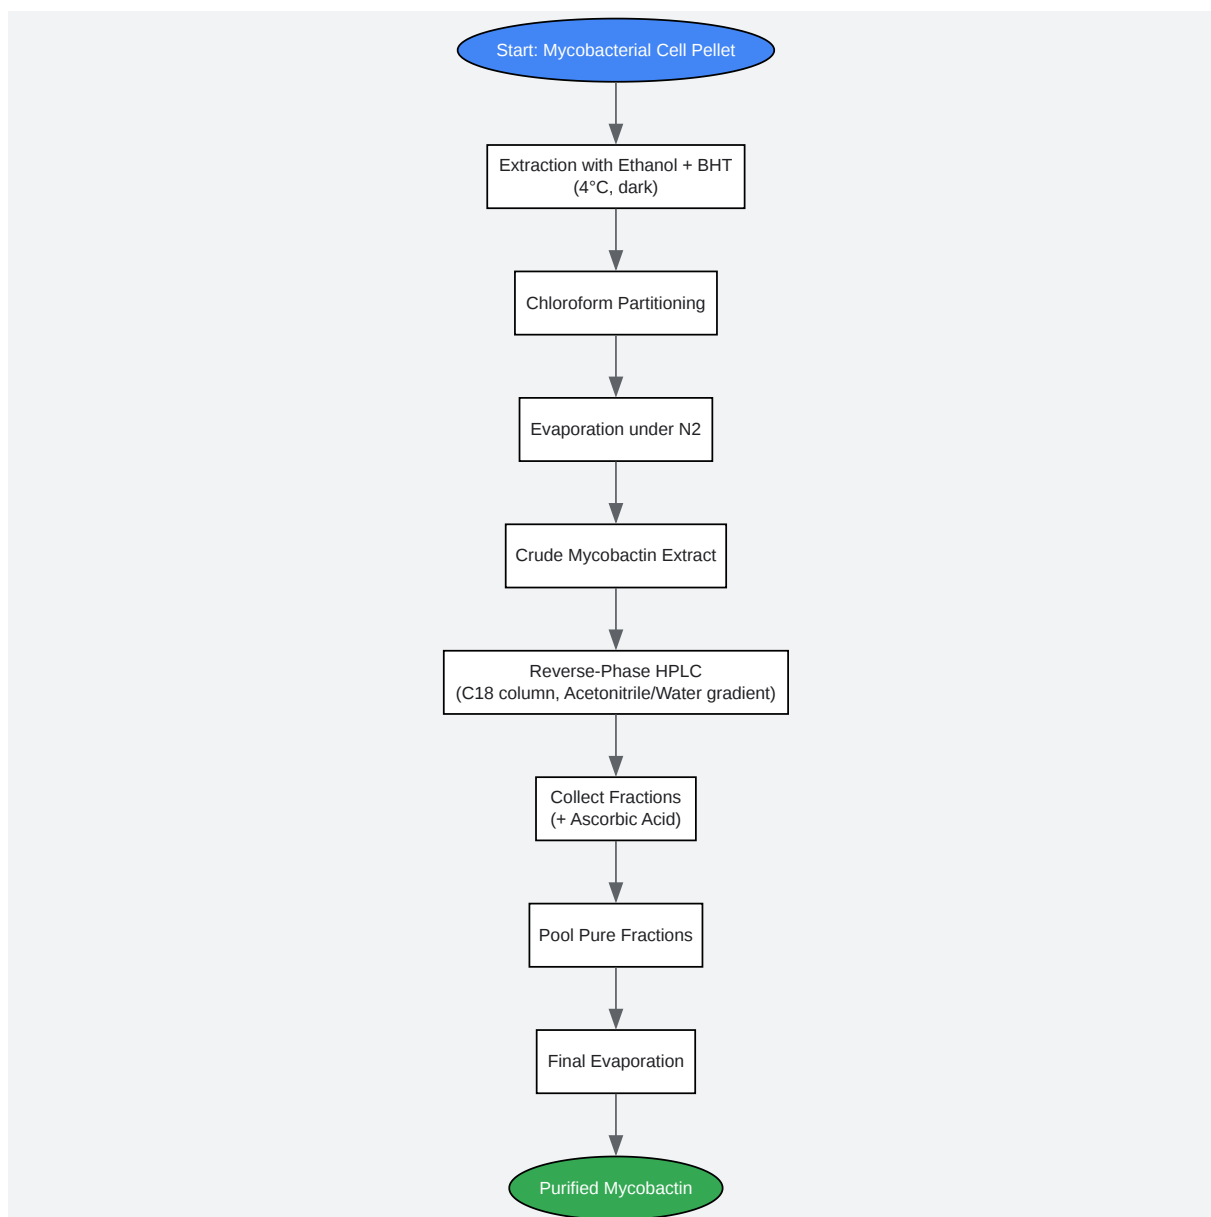 Start: Mycobacterial Cell Pellet
Extraction with Ethanol + BHT
(4°C, dark)
Chloroform Partitioning
Evaporation under N2
Crude Mycobactin Extract
Reverse-Phase HPLC
(C18 column, Acetonitrile/Water gradient)
Collect Fractions
(+ Ascorbic Acid)
Pool Pure Fractions
Final Evaporation
Purified Mycobactin